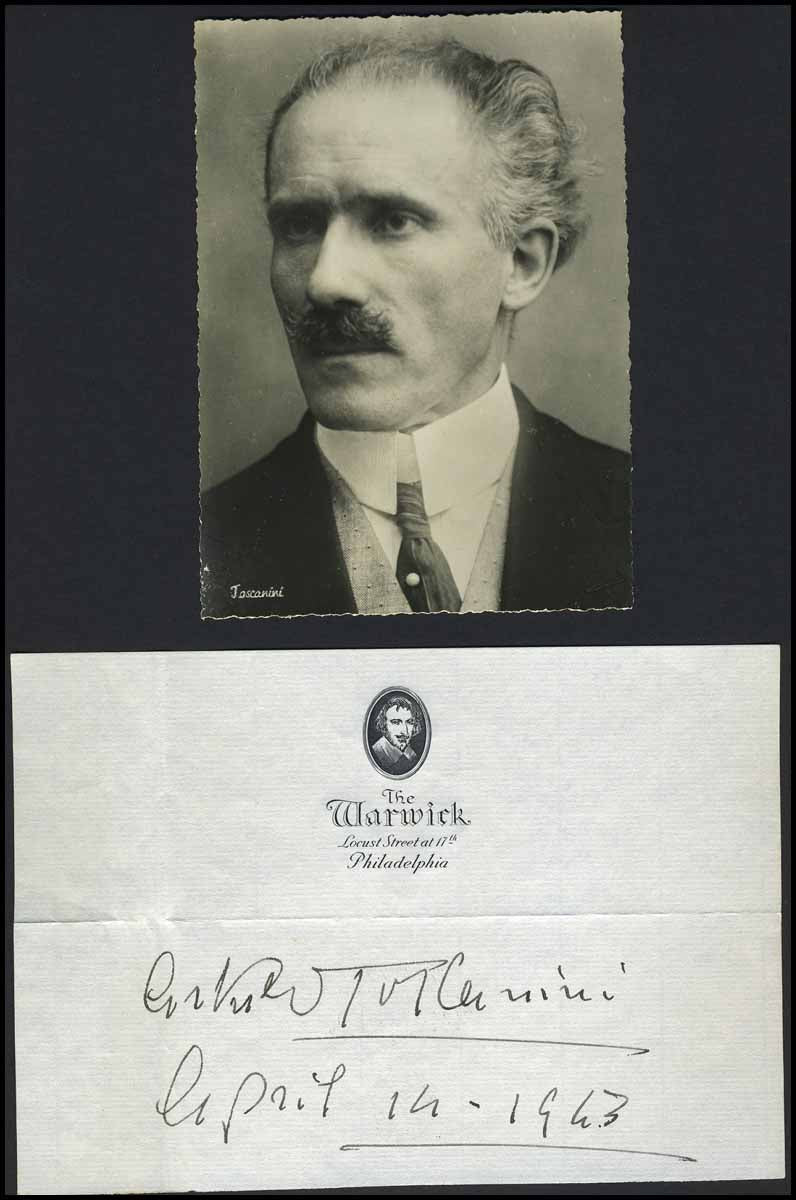 Toscanini
The
Warwick
Locust Street at 17th
Philadelphia
Arturo Toscanini
April 14 - 1943